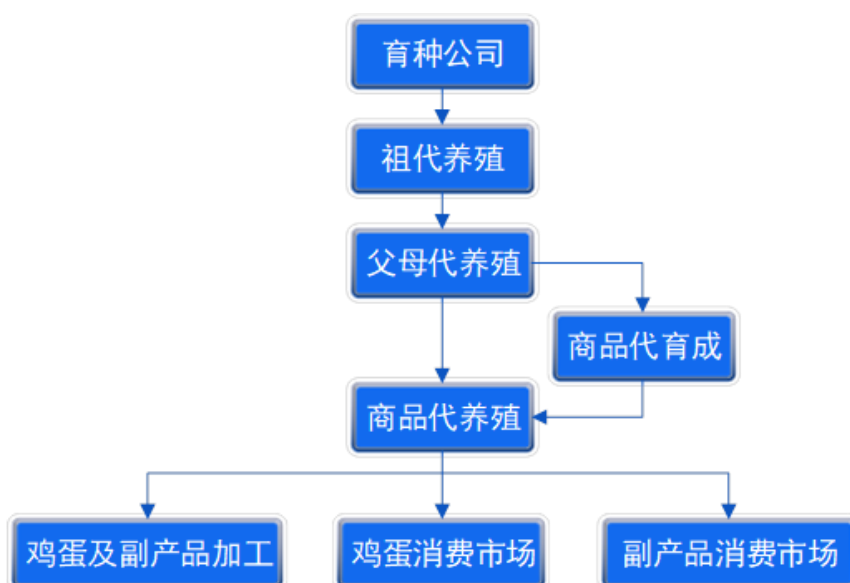 育种公司
祖代养殖
父母代养殖
商品代育成
商品代养殖
鸡蛋及副产品加工
鸡蛋消费市场
副产品消费市场